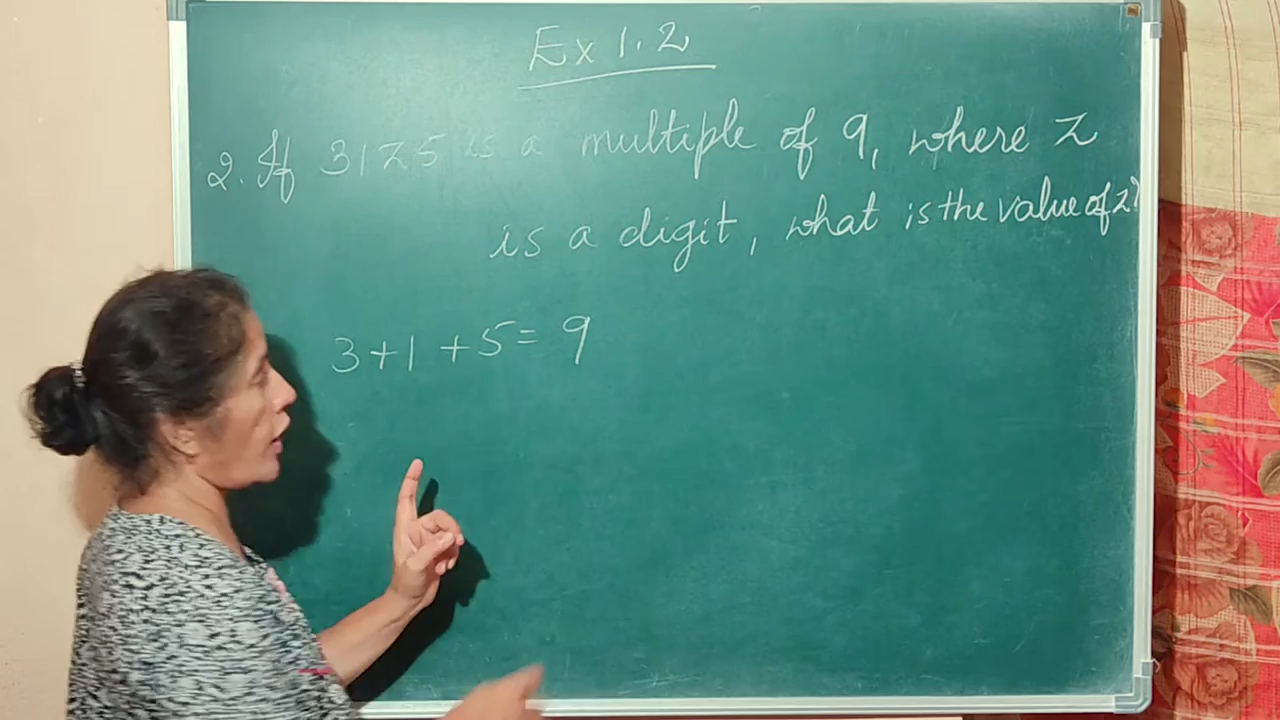 Ex 1.2
2. If 31z5 is a multiple of 9, where z
is a digit, what is the value of z?
3+1+5=9